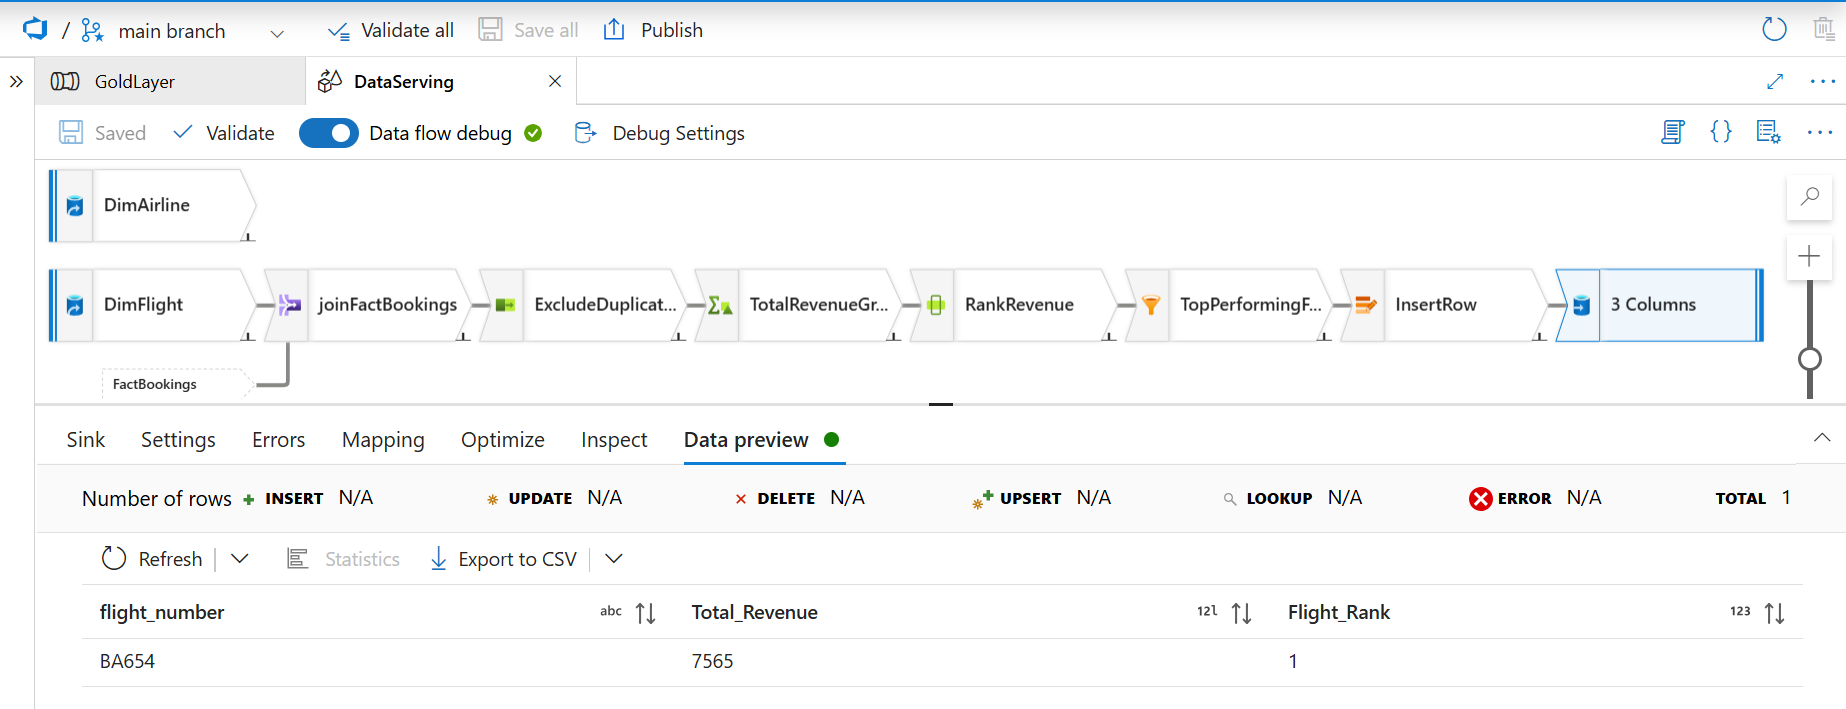 / main branch Validate all Save all Publish
» GoldLayer DataServing
Saved Validate Data flow debug Debug Settings {}
DimAirline
DimFlight joinFactBookings ExcludeDuplicat... TotalRevenueGr... RankRevenue TopPerformingF... InsertRow 3 Columns
FactBookings
Sink Settings Errors Mapping Optimize Inspect Data preview
Number of rows INSERT N/A UPDATE N/A DELETE N/A UPSERT N/A LOOKUP N/A ERROR N/A TOTAL 1
Refresh Statistics Export to CSV
flight_number abc Total_Revenue 12l Flight_Rank 123
BA654 7565 1